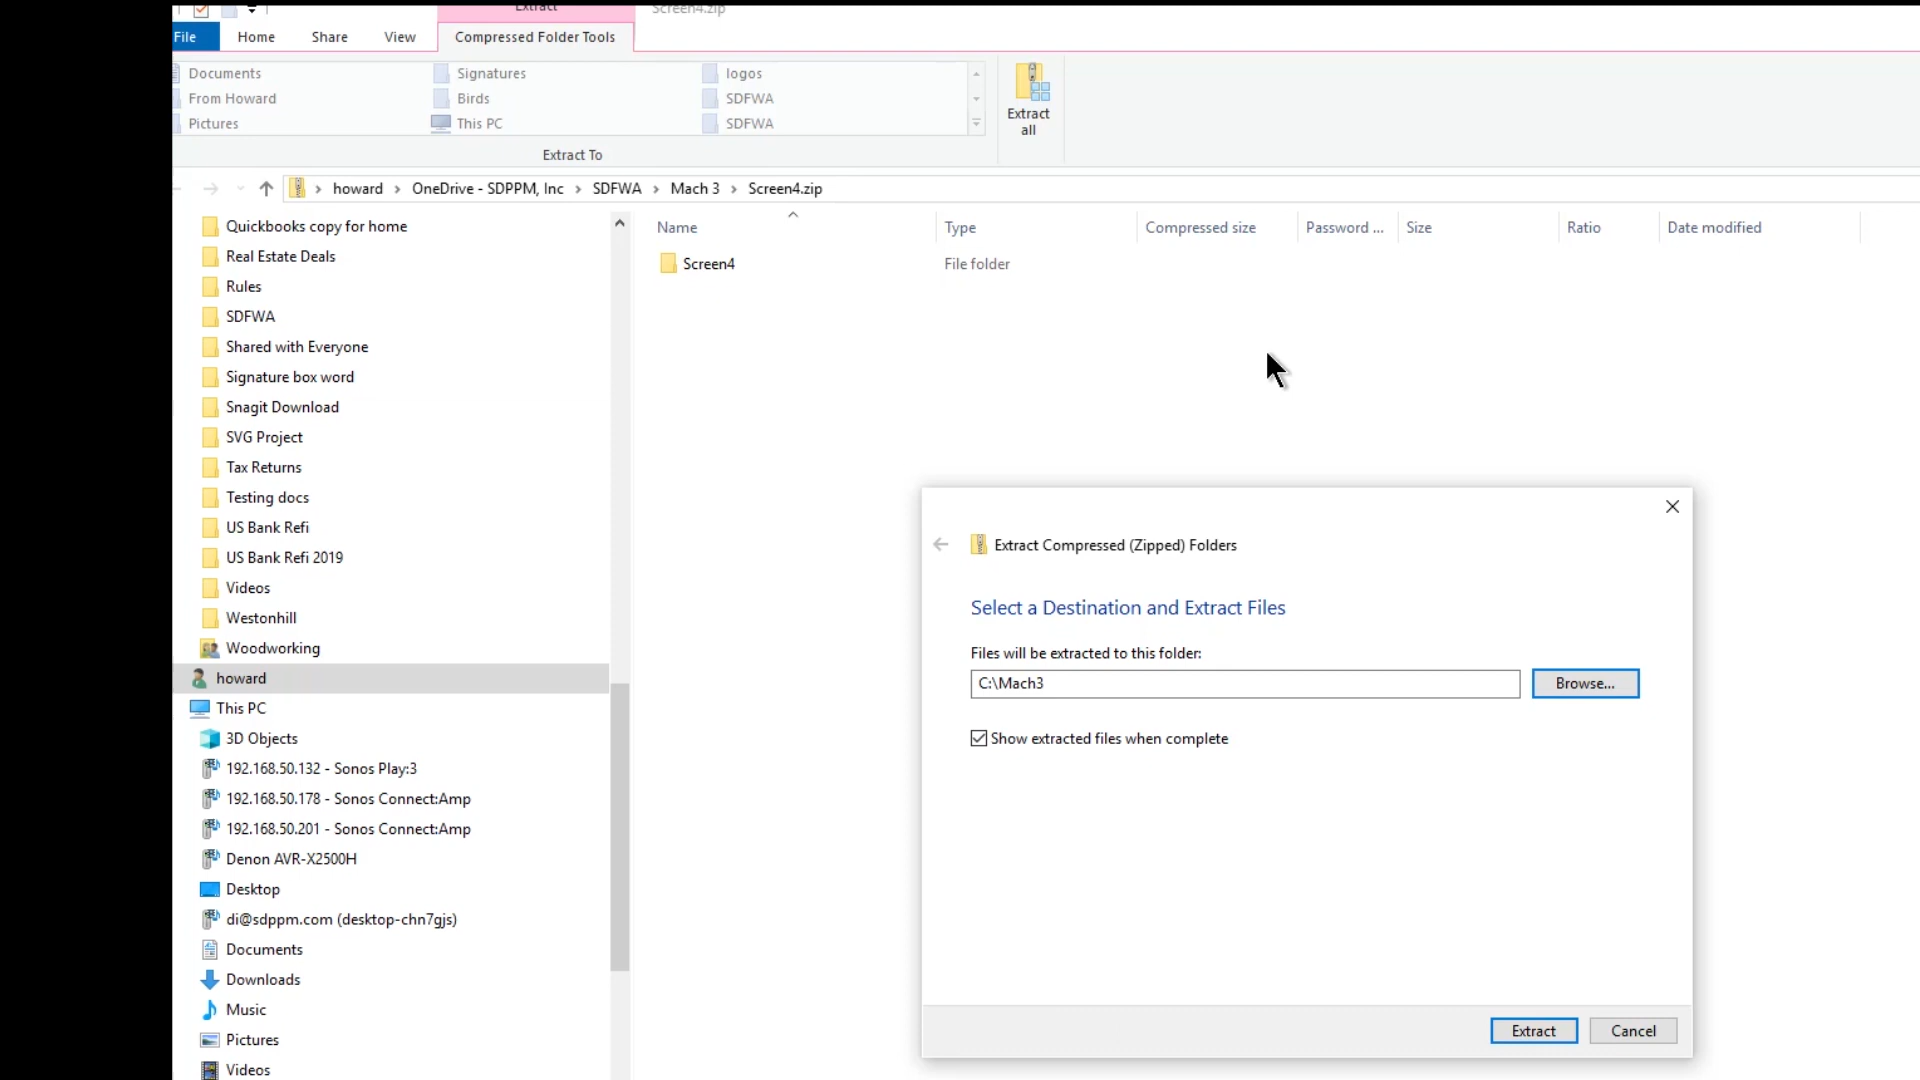 Extract
Screen4.zip
File Home Share View Compressed Folder Tools
Documents Signatures logos
From Howard Birds SDFWA
Pictures This PC SDFWA
Extract all
Extract To
howard › OneDrive - SDPPM, Inc › SDFWA › Mach 3 › Screen4.zip
Name Type Compressed size Password ... Size Ratio Date modified
Screen4 File folder
Quickbooks copy for home
Real Estate Deals
Rules
SDFWA
Shared with Everyone
Signature box word
Snagit Download
SVG Project
Tax Returns
Testing docs
US Bank Refi
US Bank Refi 2019
Videos
Westonhill
Woodworking
howard
This PC
3D Objects
192.168.50.132 - Sonos Play:3
192.168.50.178 - Sonos Connect:Amp
192.168.50.201 - Sonos Connect:Amp
Denon AVR-X2500H
Desktop
di@sdppm.com (desktop-chn7gjs)
Documents
Downloads
Music
Pictures
Videos
Extract Compressed (Zipped) Folders
Select a Destination and Extract Files
Files will be extracted to this folder:
C:\Mach3 Browse...
Show extracted files when complete
Extract Cancel